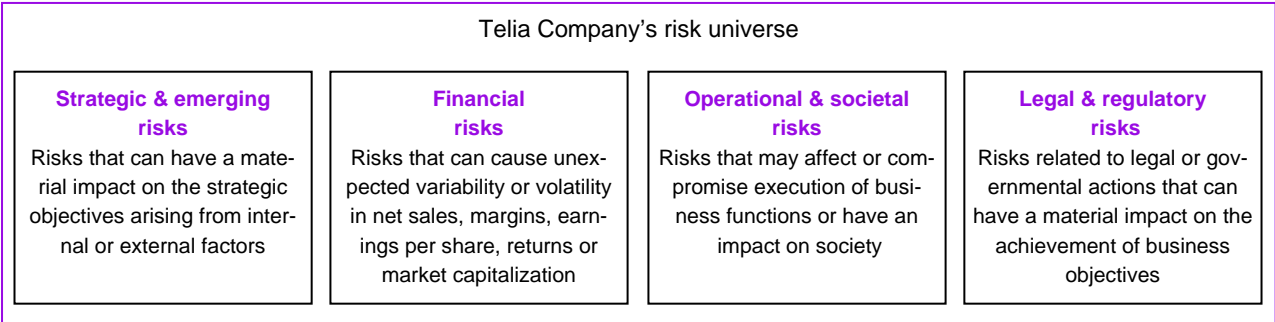 Telia Company's risk universe
Strategic & emerging
risks
Risks that can have a mate-
rial impact on the strategic
objectives arising from inter-
nal or external factors
Financial
risks
Risks that can cause unex-
pected variability or volatility
in net sales, margins, earn-
ings per share, returns or
market capitalization
Operational & societal
risks
Risks that may affect or com-
promise execution of busi-
ness functions or have an
impact on society
Legal & regulatory
risks
Risks related to legal or gov-
ernmental actions that can
have a material impact on the
achievement of business
objectives